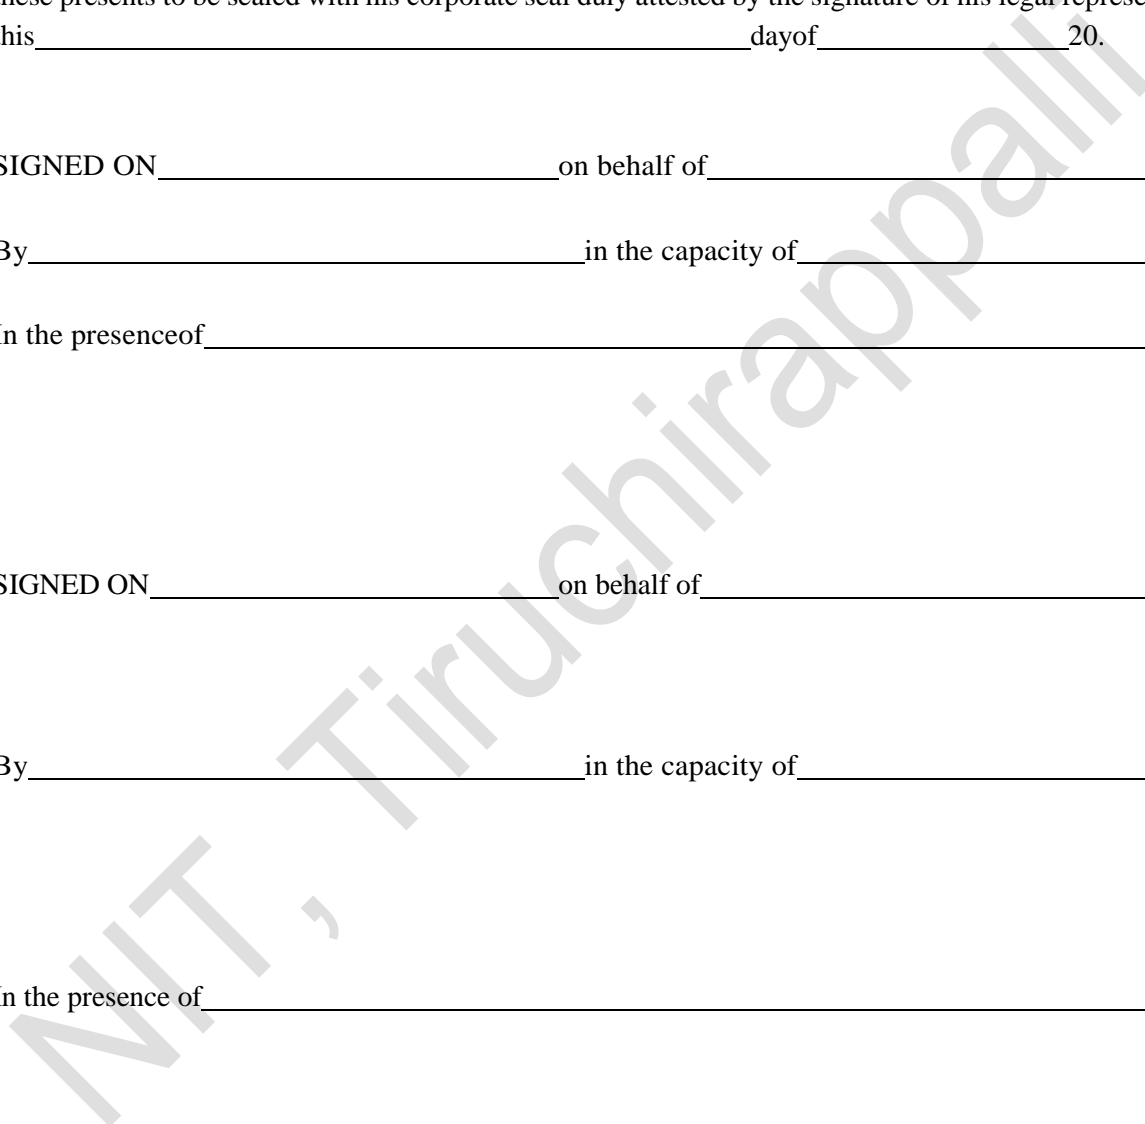 these presents to be sealed with his corporate seal duly attested by the signature of his legal
this dayof 20.
SIGNED ON on behalf of
By in the capacity of
In the presenceof
SIGNED ON on behalf of
By in the capacity of
In the presence of
NIT , Tiruchirappalli